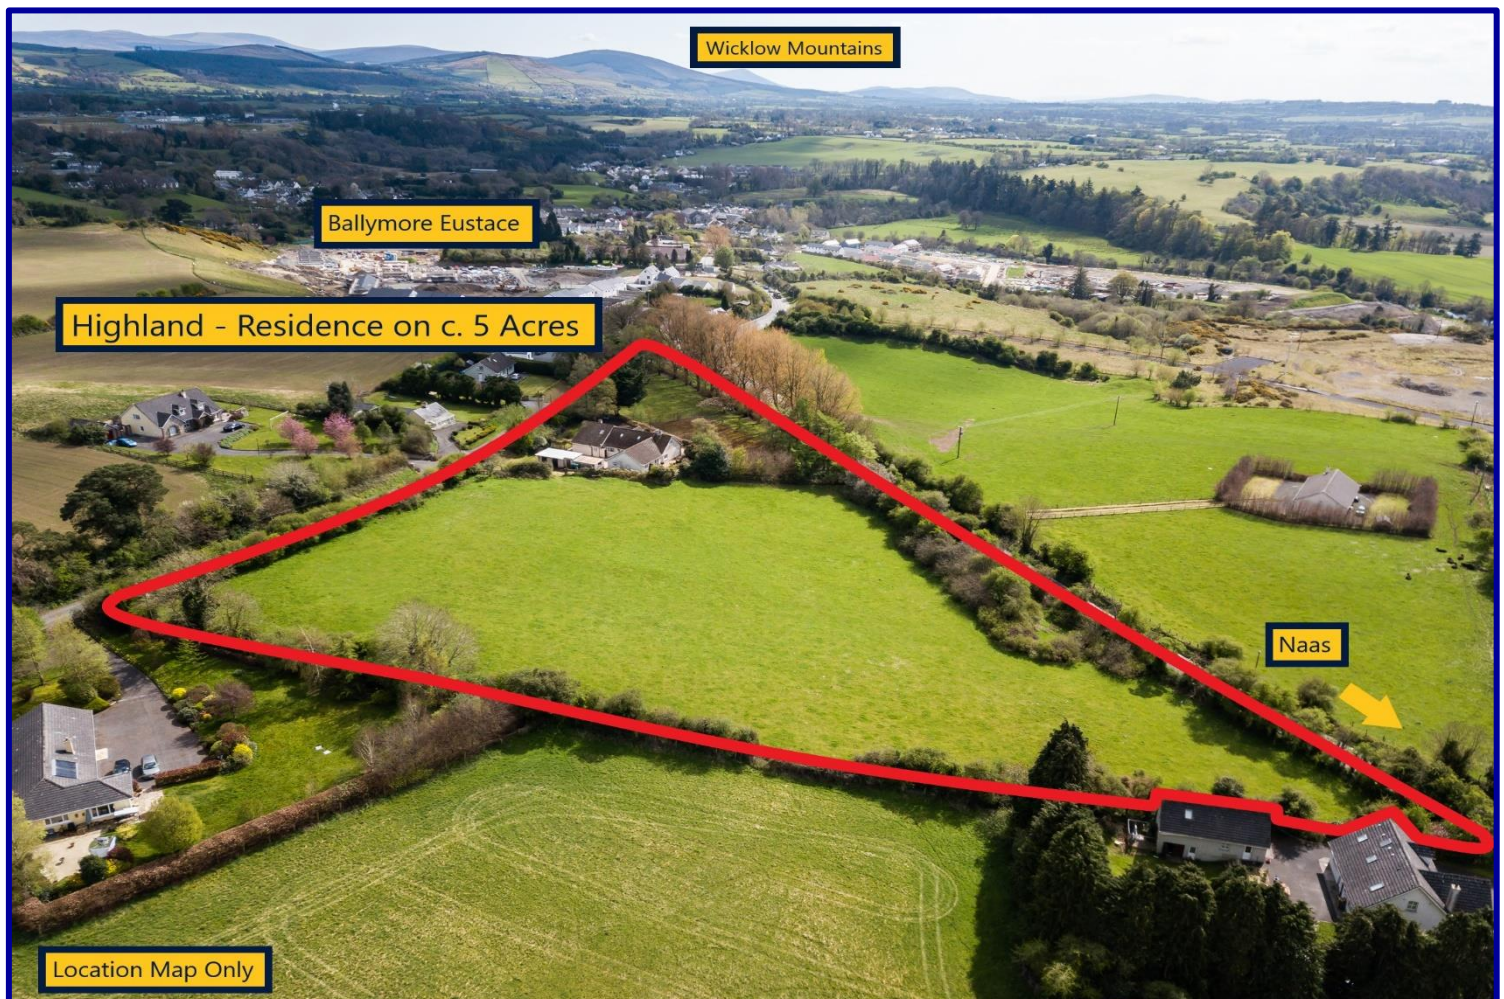 Wicklow Mountains
Ballymore Eustace
Highland - Residence on c. 5 Acres
Naas
Location Map Only